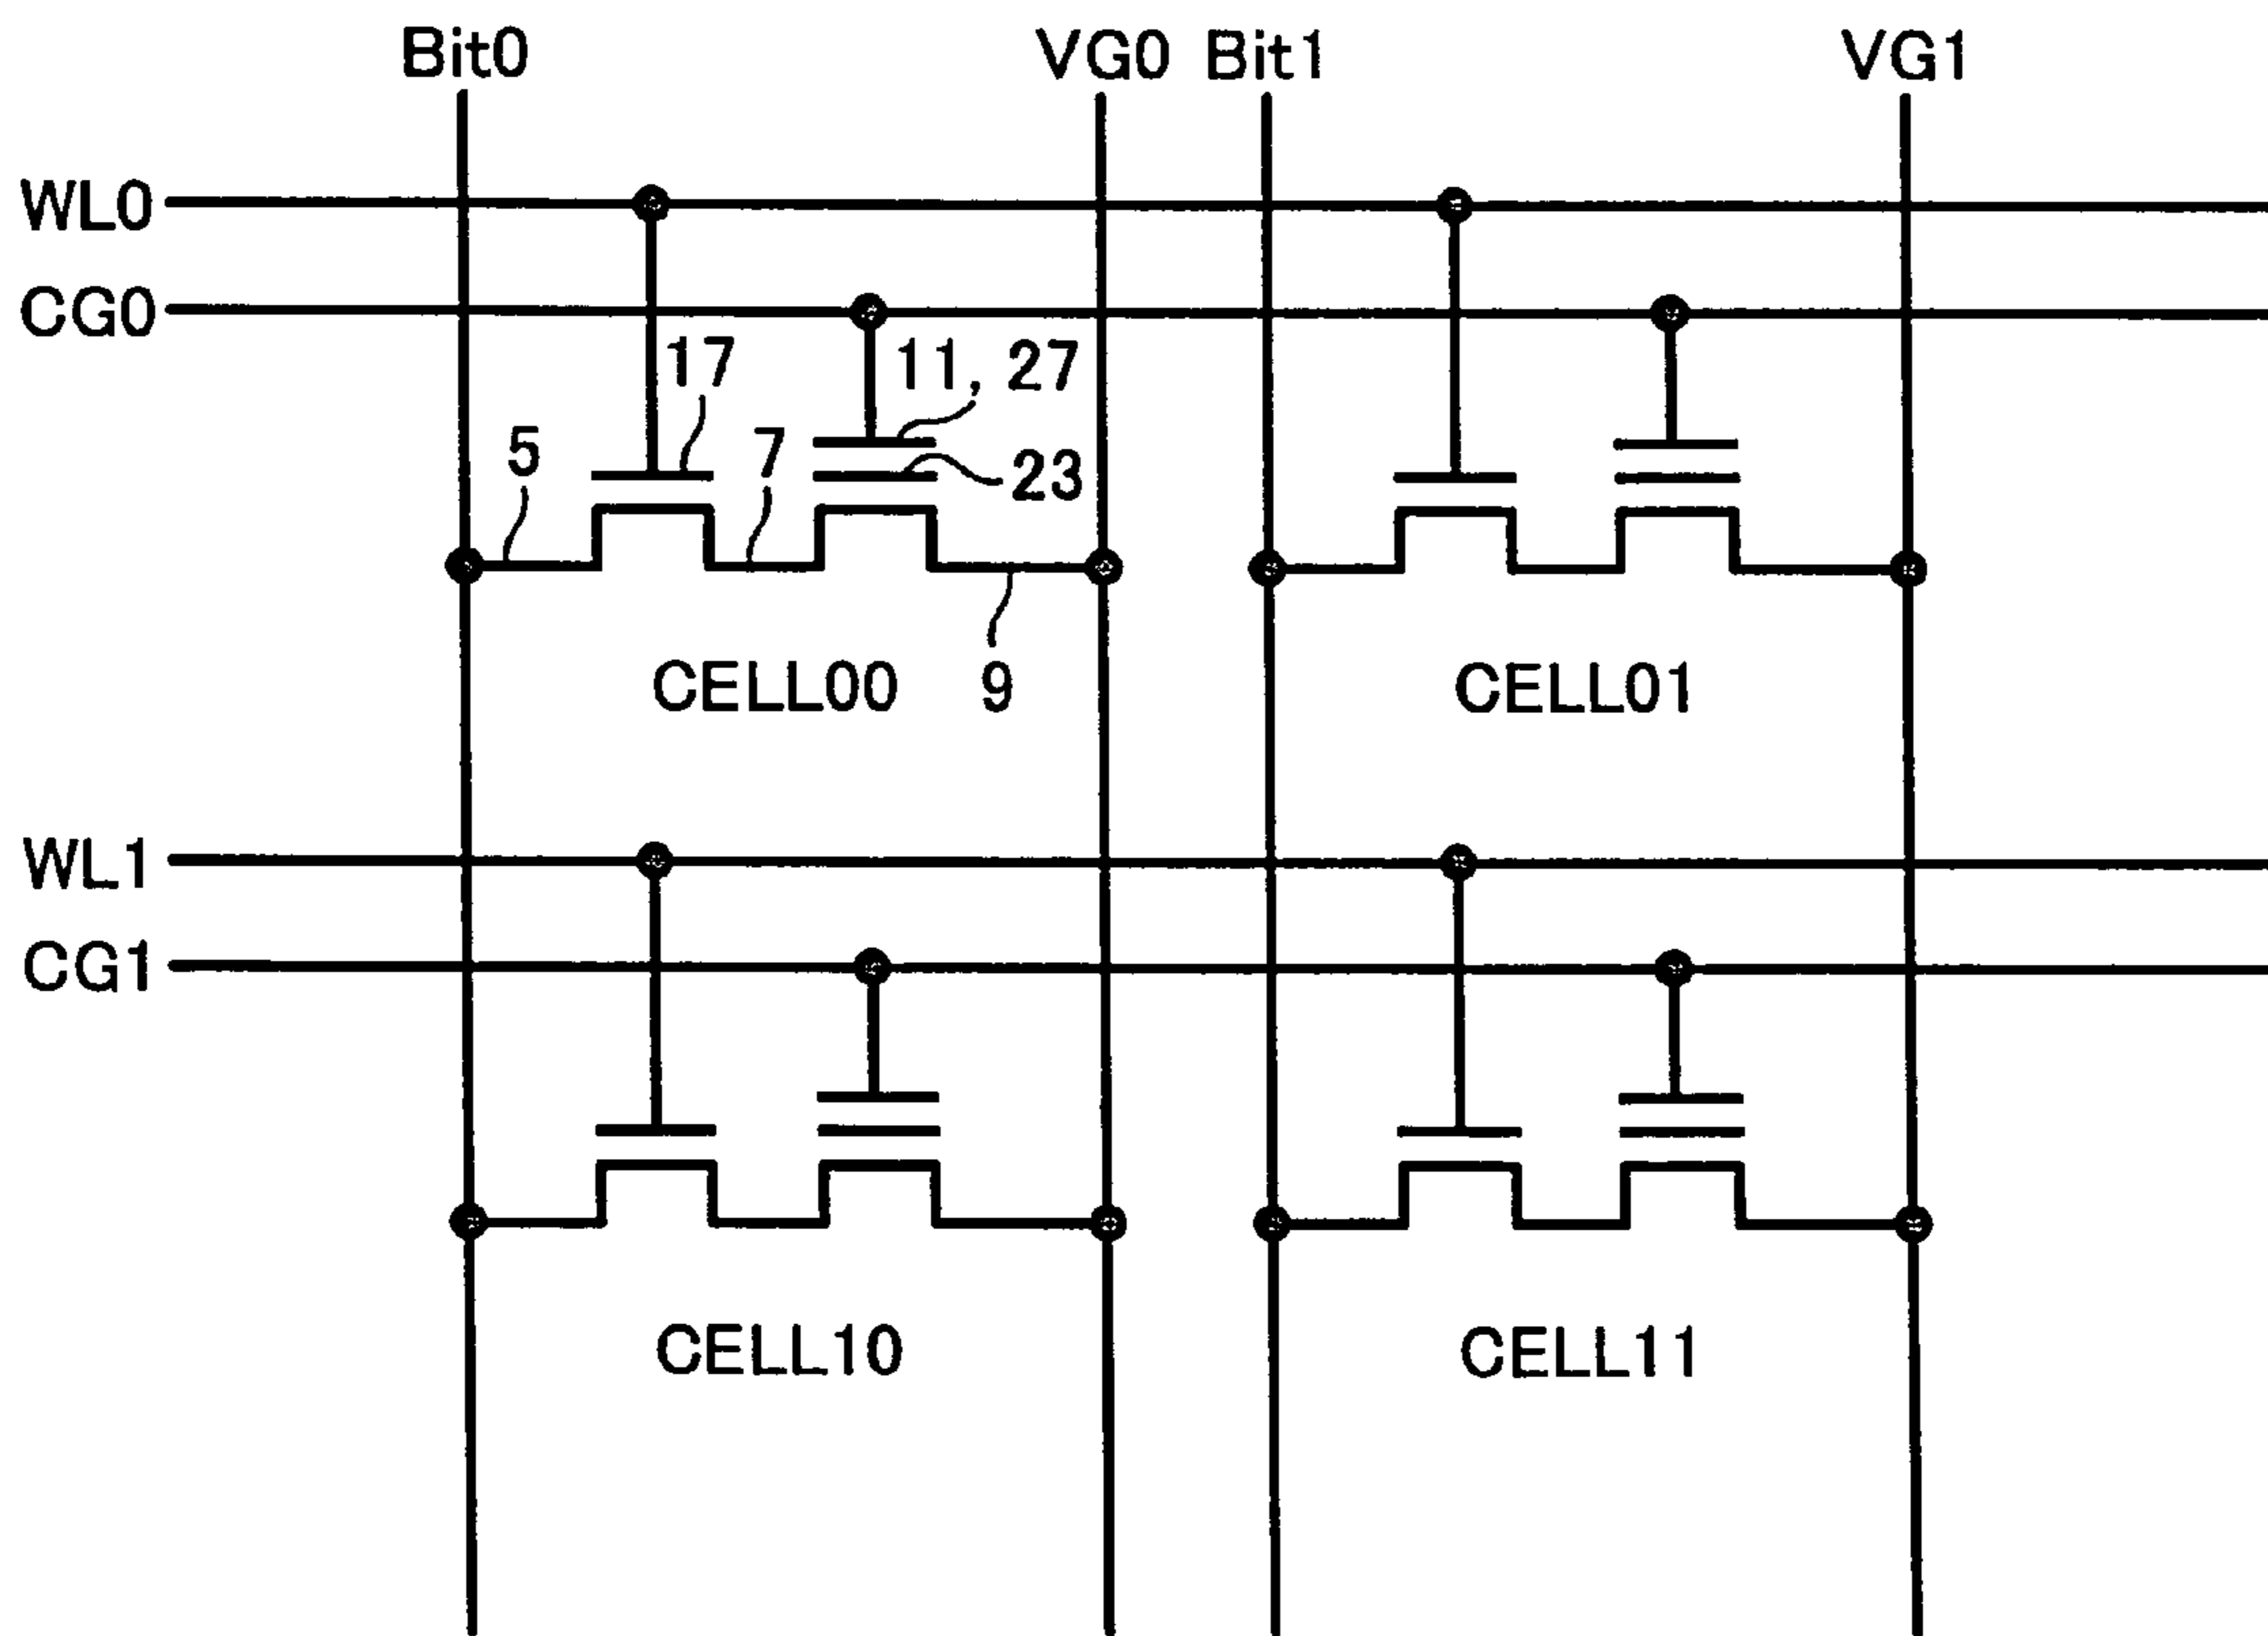 Bit0 VG0 Bit1 VG1
WL0
CG0
17 11, 27
5 7 23
CELL00 9 CELL01
WL1
CG1
CELL10 CELL11